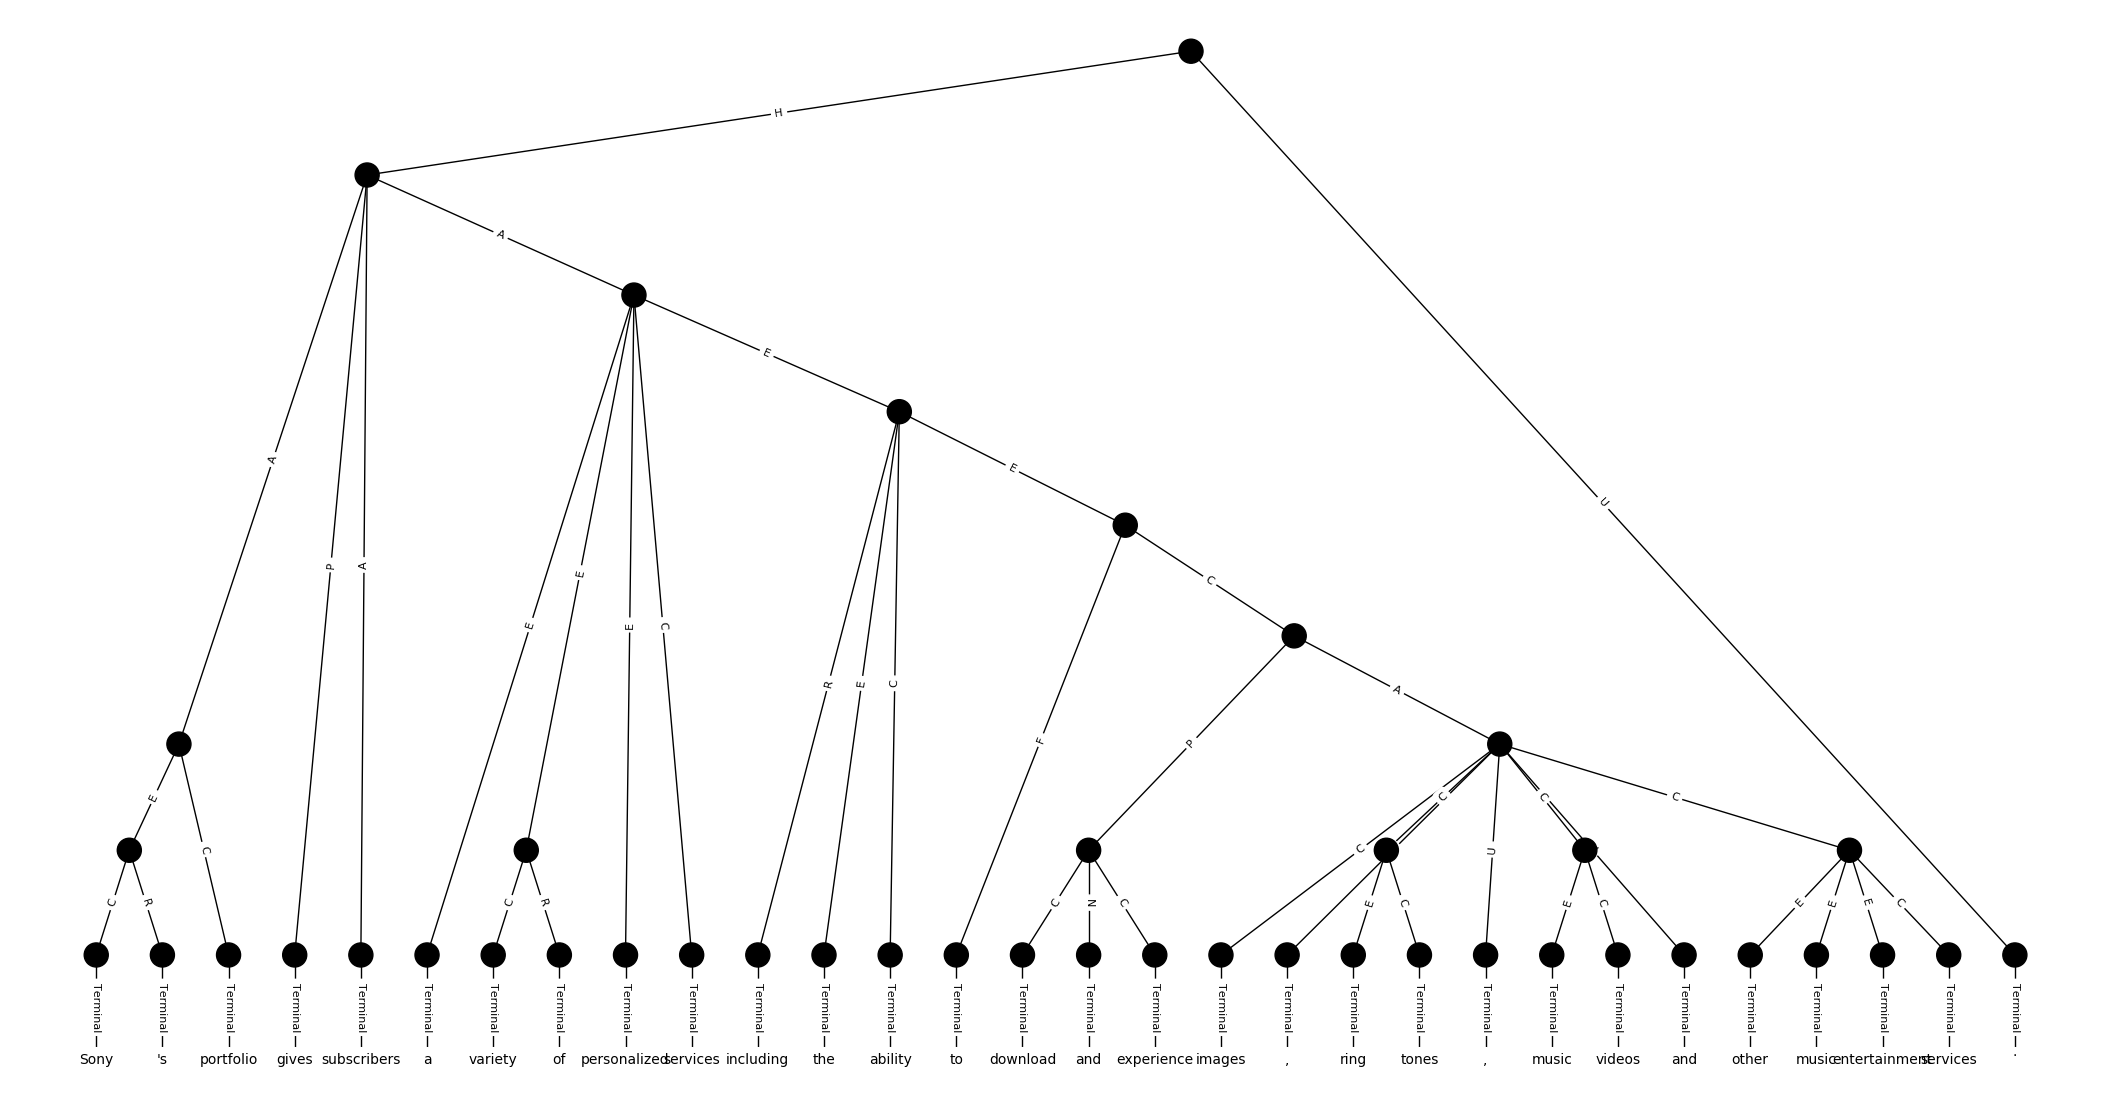 H
A
E
A
E
U
C
P
A
E
E
E
C
R
E
C
A
F
P
E
C
C
C
C
C
U
C
R
C
R
C
N
C
E
C
E
C
E
E
E
C
Terminal Terminal Terminal Terminal Terminal Terminal Terminal Terminal Terminal Terminal Terminal Terminal Terminal Terminal Terminal Terminal Terminal Terminal Terminal Terminal Terminal Terminal Terminal Terminal Terminal Terminal Terminal Terminal Terminal Terminal
Sony 's portfolio gives subscribers a variety of personalized services including the ability to download and experience images , ring tones , music videos and other music entertainment services .